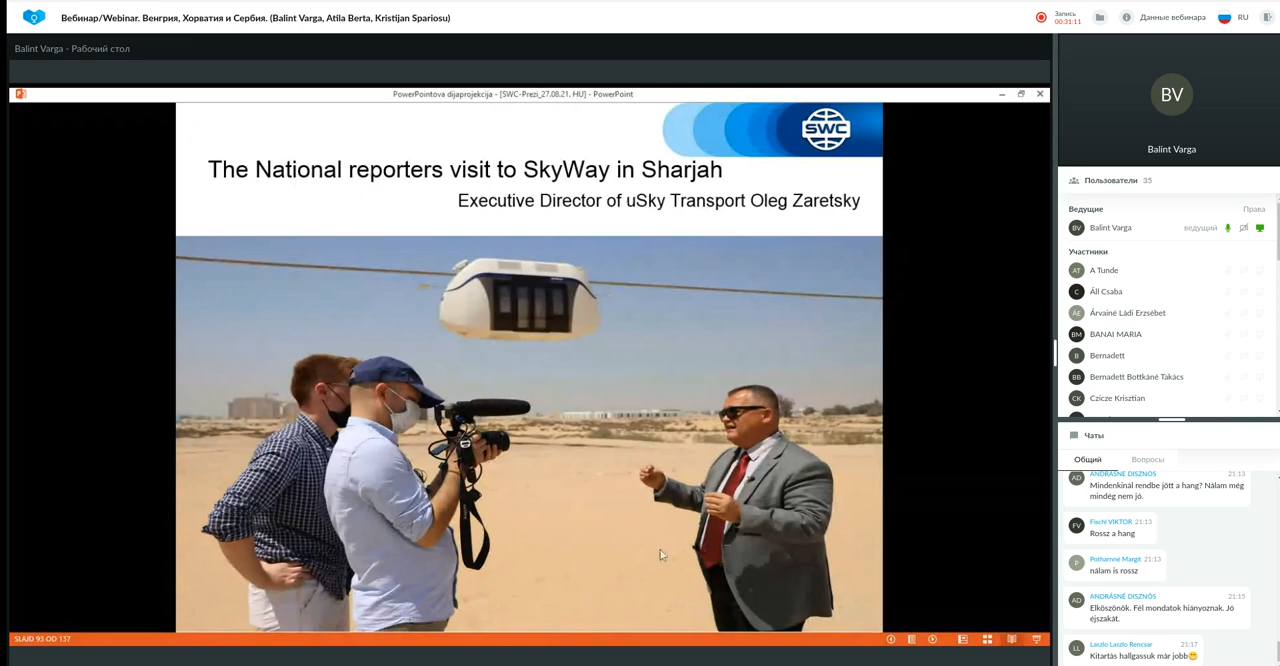 Вебинар/Webinar. Венгрия, Хорватия и Сербия. (Balint Varga, Atila Berta, Kristijan Spariosu)
Запись
00:31:11
Данные вебинара
RU
Balint Varga - Рабочий стол
PowerPointova dijaprojekcija - [SWC-Prezi_27.08.21. HU] - PowerPoint
SWC
The National reporters visit to SkyWay in Sharjah
Executive Director of uSky Transport Oleg Zaretsky
SLAJD 93 OD 137
BV
Balint Varga
Пользователи 35
Ведущие Права
BV Balint Varga ведущий
Участники
AT A Tunde
C Áll Csaba
ÁE Árvainé Ládi Erzsébet
BM BANAI MARIA
B Bernadett
BB Bernadett Bottkáné Takács
CK Czicze Krisztian
Чаты
Общий Вопросы
AD ANDRÁSNÉ DISZNÓS 21:13
Mindenkinál rendbe jött a hang? Nálam még
mindég nem jó.
FV Fischl VIKTOR 21:13
Rossz a hang
P Potharnné Margit 21:13
nálam is rossz
AD ANDRÁSNÉ DISZNÓS 21:15
Elköszönök. Fél mondatok hiányoznak. Jó
éjszakát.
LL Laszlo Laszlo Rencsar 21:17
Kitartás hallgassuk már jobb😁